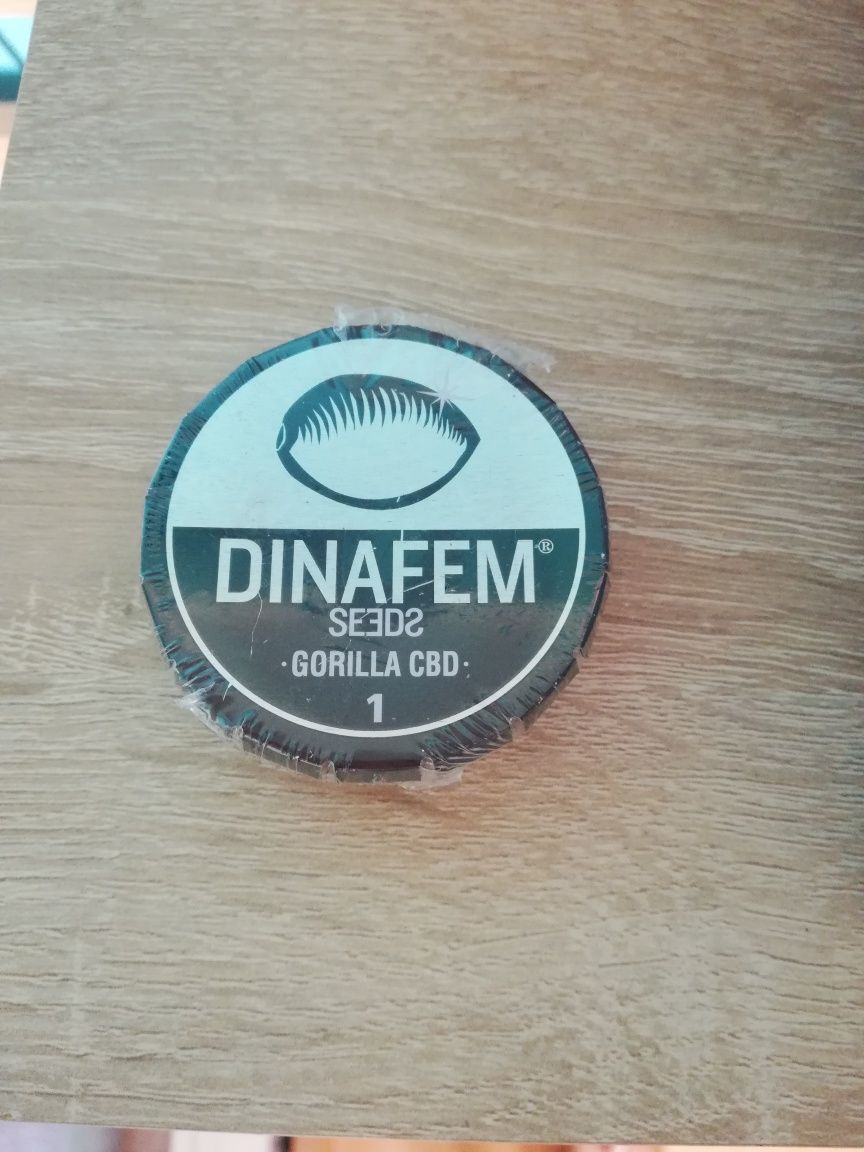 DINAFEM®
SEEDS
·GORILLA CBD·
1